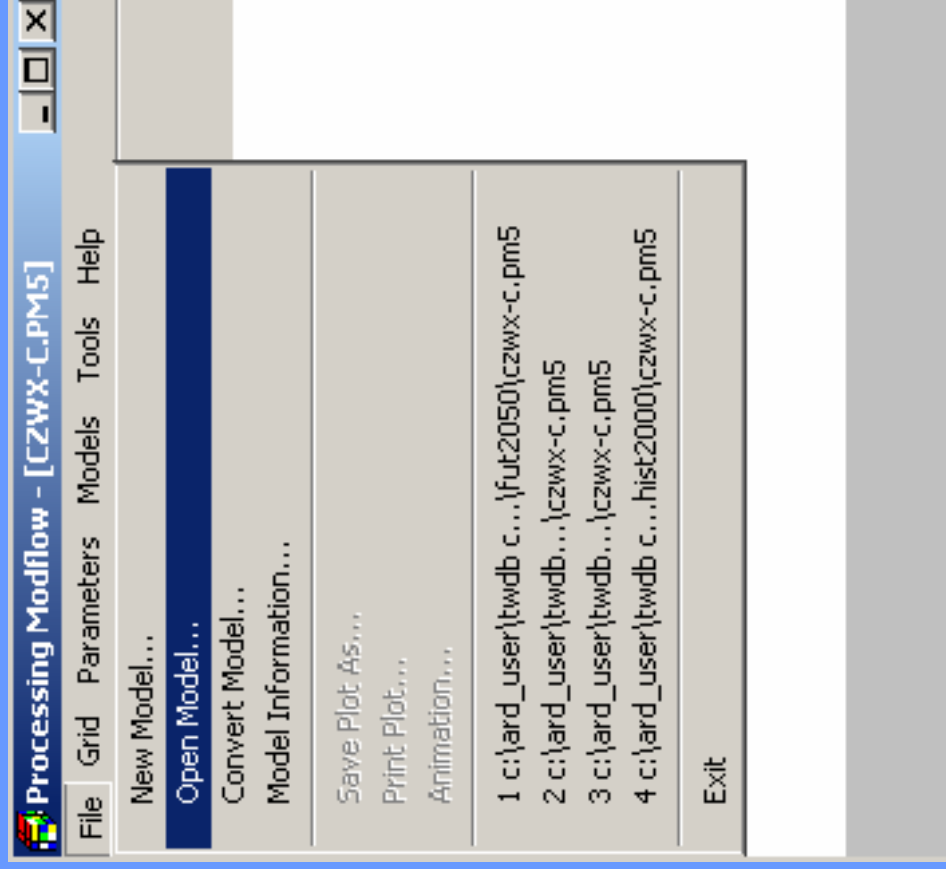 Processing Modflow - [CZWX-C.PM5]
File Grid Parameters Models Tools Help
New Model...
Open Model...
Convert Model...
Model Information...
Save Plot As...
Print Plot...
Animation...
1 c:\ard_user\twdb c...\fut2050\czwx-c.pm5
2 c:\ard_user\twdb...\czwx-c.pm5
3 c:\ard_user\twdb...\czwx-c.pm5
4 c:\ard_user\twdb c...hist2000\czwx-c.pm5
Exit